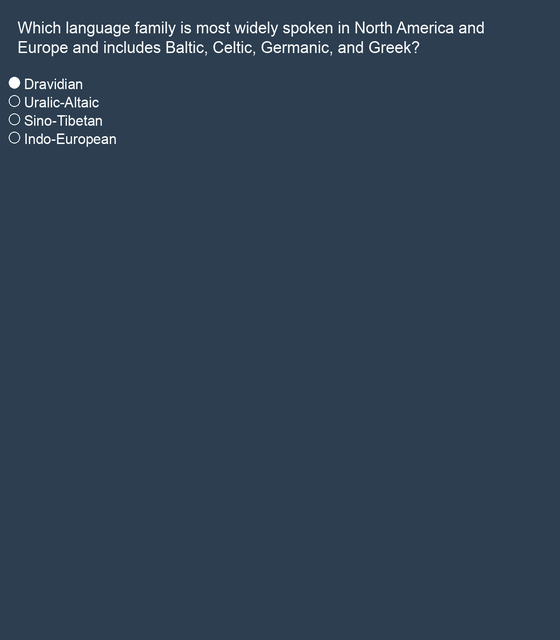 Which language family is most widely spoken in North America and
Europe and includes Baltic, Celtic, Germanic, and Greek?
Dravidian
Uralic-Altaic
Sino-Tibetan
Indo-European